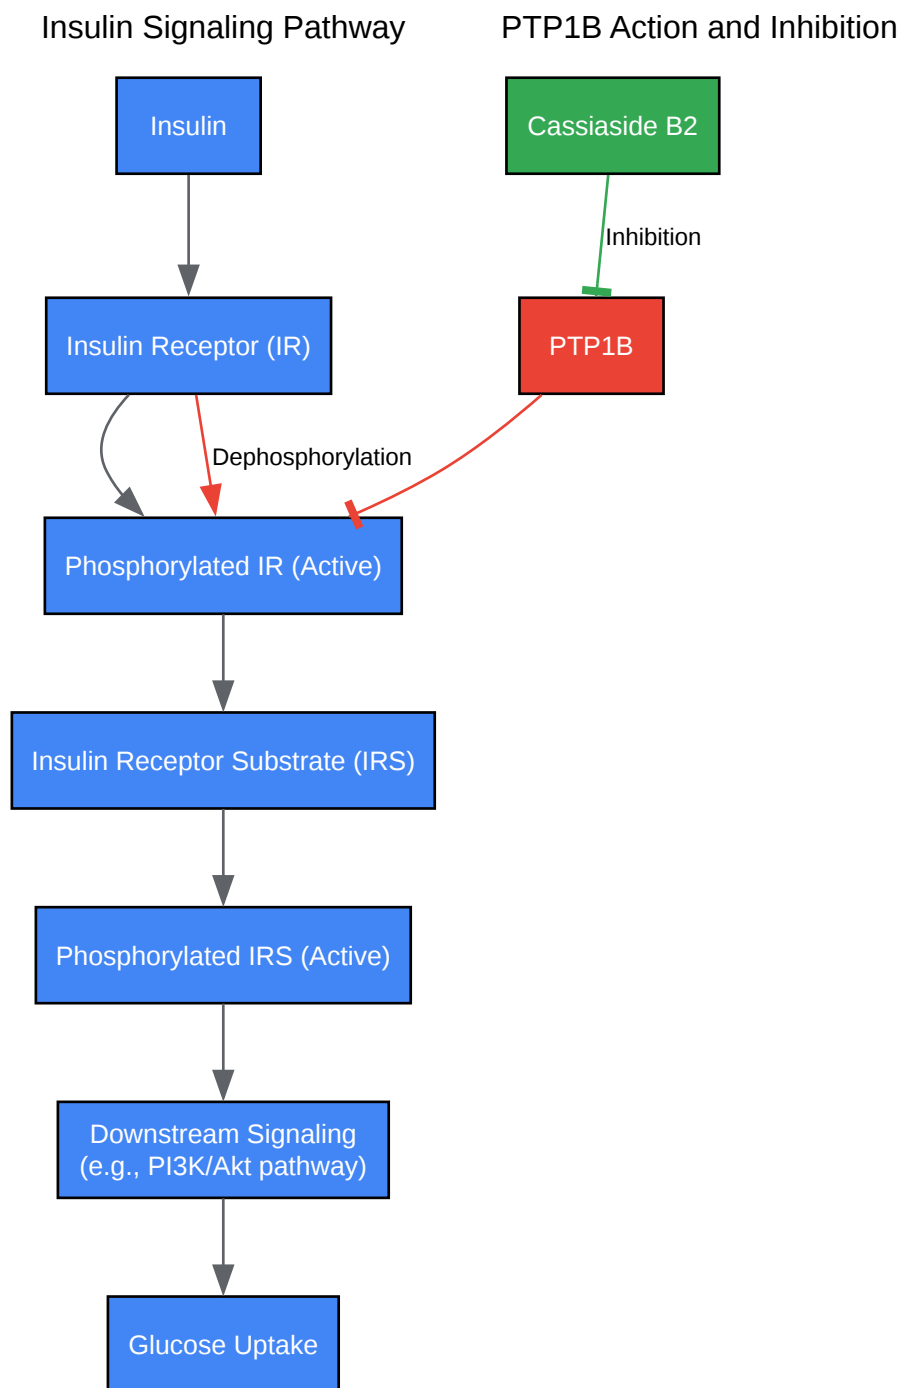 Insulin Signaling Pathway
PTP1B Action and Inhibition
Insulin
Cassiaside B2
Inhibition
Insulin Receptor (IR)
PTP1B
Dephosphorylation
Phosphorylated IR (Active)
Insulin Receptor Substrate (IRS)
Phosphorylated IRS (Active)
Downstream Signaling
(e.g., PI3K/Akt pathway)
Glucose Uptake